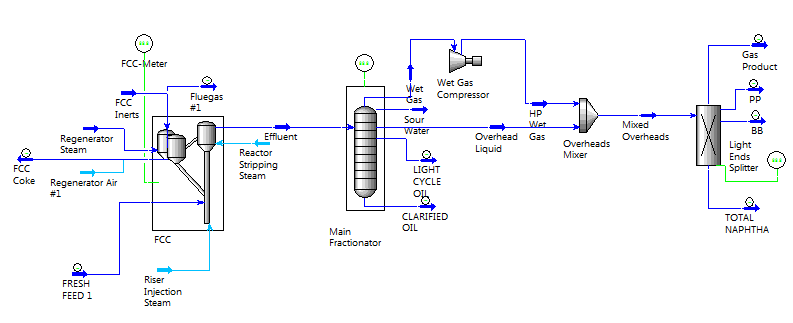 FCC-Meter
FCC
Inerts
Fluegas
#1
Regenerator
Steam
FCC
Coke
Regenerator Air
#1
Reactor
Stripping
Steam
Effluent
FCC
FRESH
FEED 1
Riser
Injection
Steam
Main
Fractionator
Wet
Gas
Sour
Water
LIGHT
CYCLE
OIL
CLARIFIED
OIL
Wet Gas
Compressor
Overhead
Liquid
HP
Wet
Gas
Overheads
Mixer
Mixed
Overheads
Gas
Product
PP
BB
Light
Ends
Splitter
TOTAL
NAPHTHA